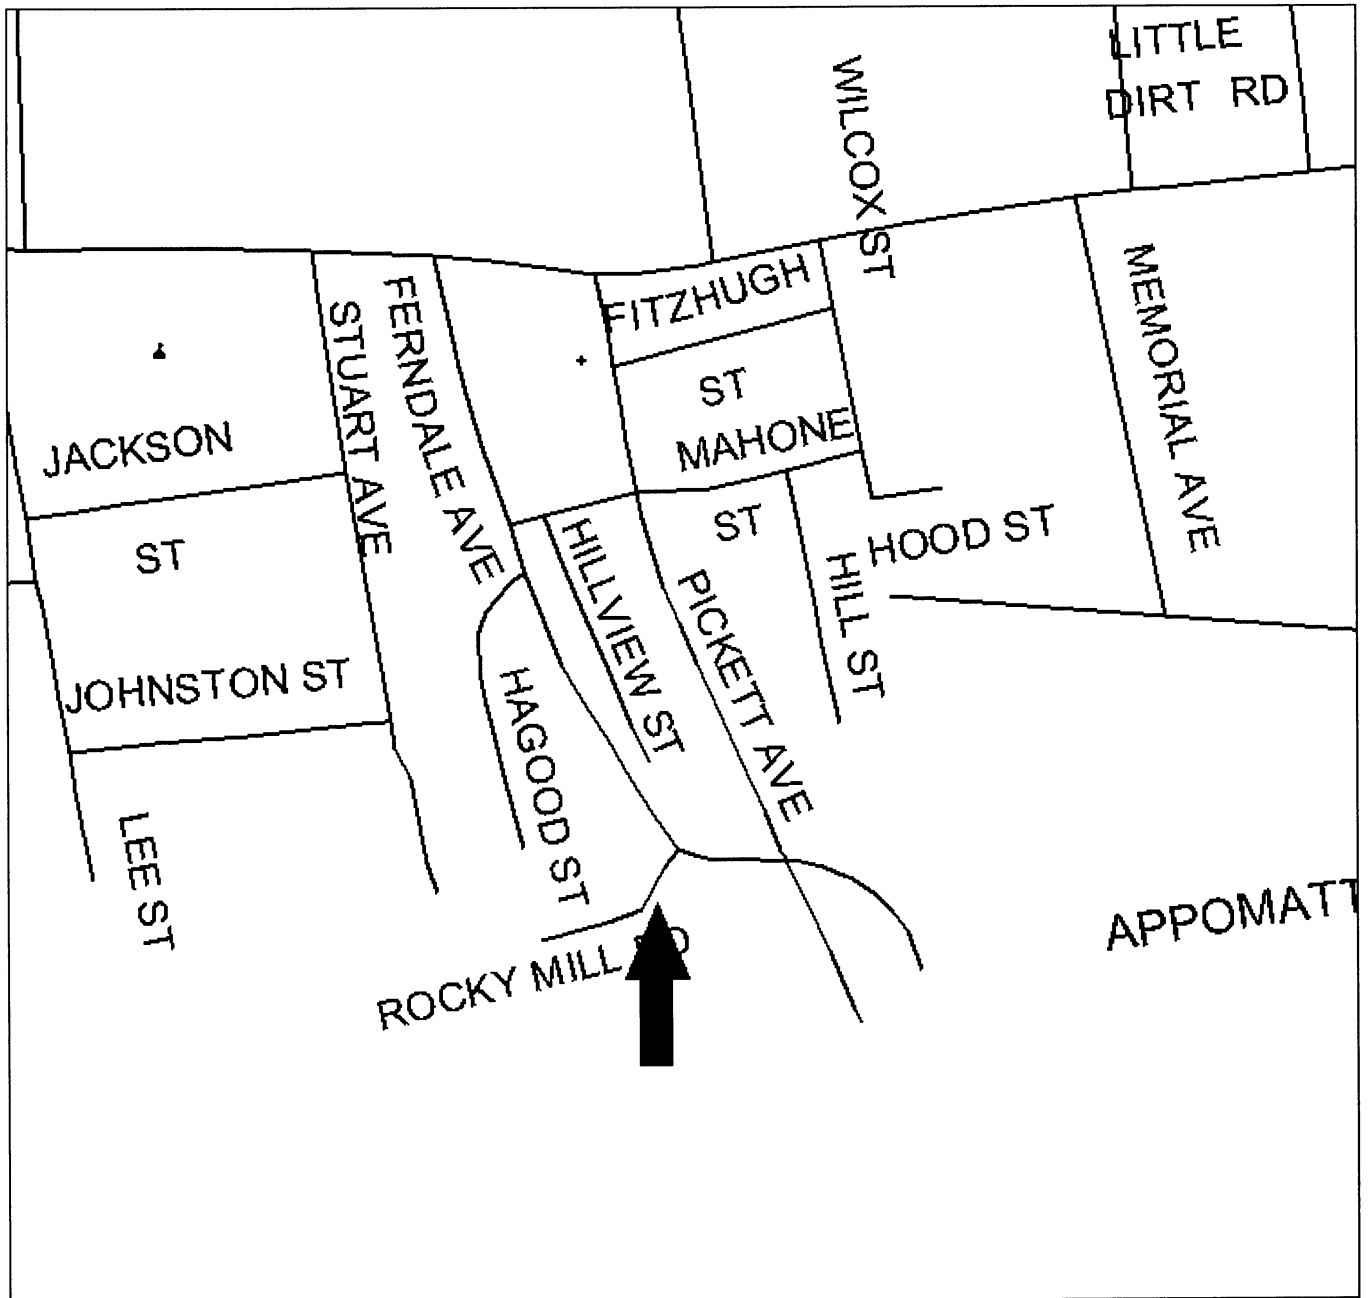 LITTLE
DIRT RD
WILCOX ST
FITZHUGH
ST
MEMORIAL AVE
FERNDALE AVE
STUART AVE
JACKSON
ST
MAHONE
ST
HOOD ST
HILLVIEW ST
HILL ST
PICKETT AVE
JOHNSTON ST
HAGOOD ST
LEE ST
APPOMATT
ROCKY MILL